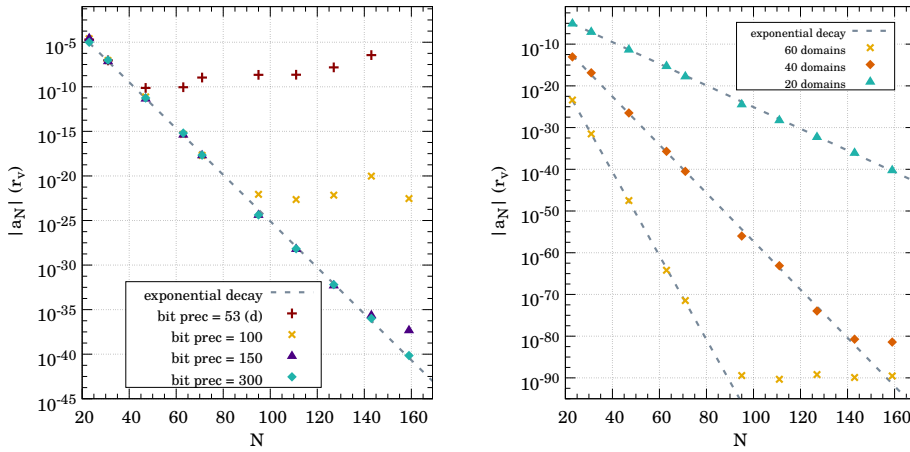 |a_N| (r_v)
10^-5
10^-10
10^-15
10^-20
10^-25
10^-30
10^-35
10^-40
10^-45
exponential decay
bit prec = 53 (d)
bit prec = 100
bit prec = 150
bit prec = 300
20 40 60 80 100 120 140 160
N
|a_N| (r_v)
10^-10
10^-20
10^-30
10^-40
10^-50
10^-60
10^-70
10^-80
10^-90
exponential decay
60 domains
40 domains
20 domains
20 40 60 80 100 120 140 160
N